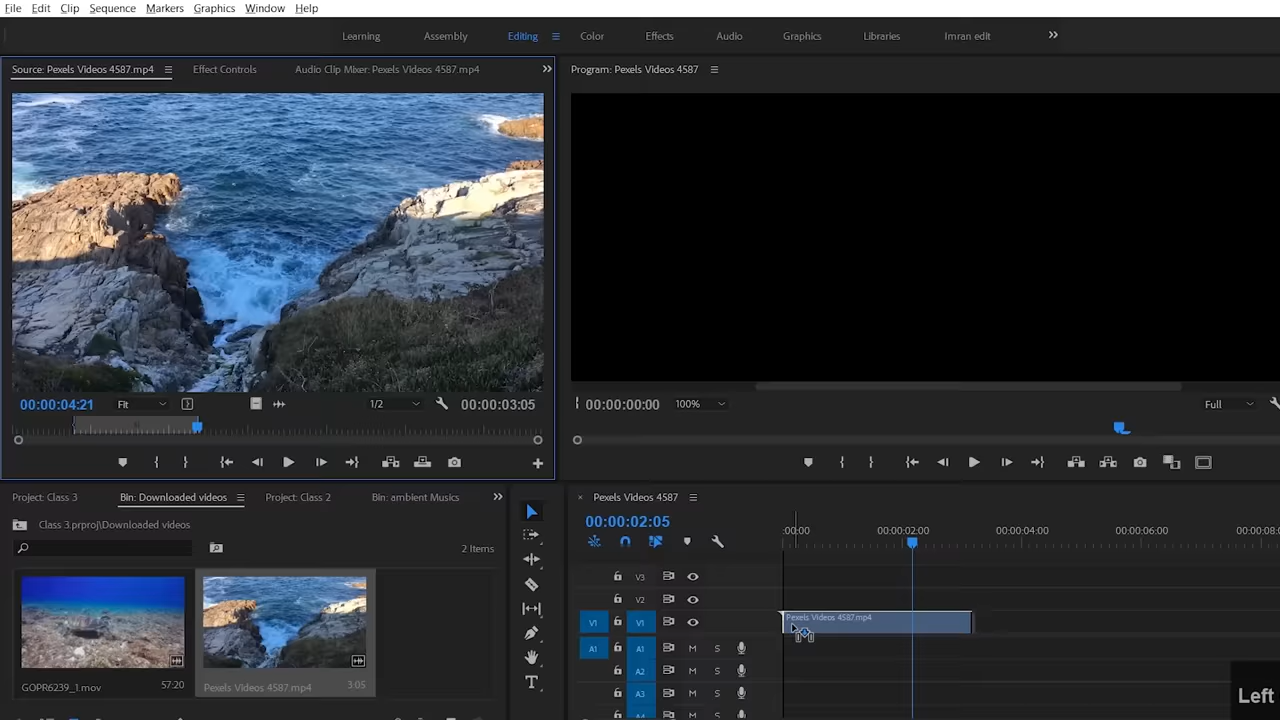 File Edit Clip Sequence Markers Graphics Window Help
Learning Assembly Editing Color Effects Audio Graphics Libraries Imran edit
Source: Pexels Videos 4587.mp4 Effect Controls Audio Clip Mixer: Pexels Videos 4587.mp4
Program: Pexels Videos 4587
00:00:04:21 Fit 1/2 00:00:03:05
00:00:00:00 100% Full
Project: Class 3 Bin: Downloaded videos Project: Class 2 Bin: ambient Musics
Class 3.prproj\Downloaded videos
2 Items
GOPR6239_1.mov 57:20
Pexels Videos 4587.mp4 3:05
Pexels Videos 4587
00:00:02:05
:00:00 00:00:02:00 00:00:04:00 00:00:06:00 00:00:08:0
V3
V2
V1 V1 Pexels Videos 4587.mp4
A1 A1 M S
A2 M S
A3 M S
Left